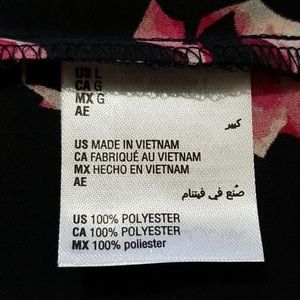 US L
CA G
MX G
AE
كبير
US MADE IN VIETNAM
CA FABRIQUÉ AU VIETNAM
MX HECHO EN VIETNAM
AE
صُنع في فيتنام
US 100% POLYESTER
CA 100% POLYESTER
MX 100% poliester